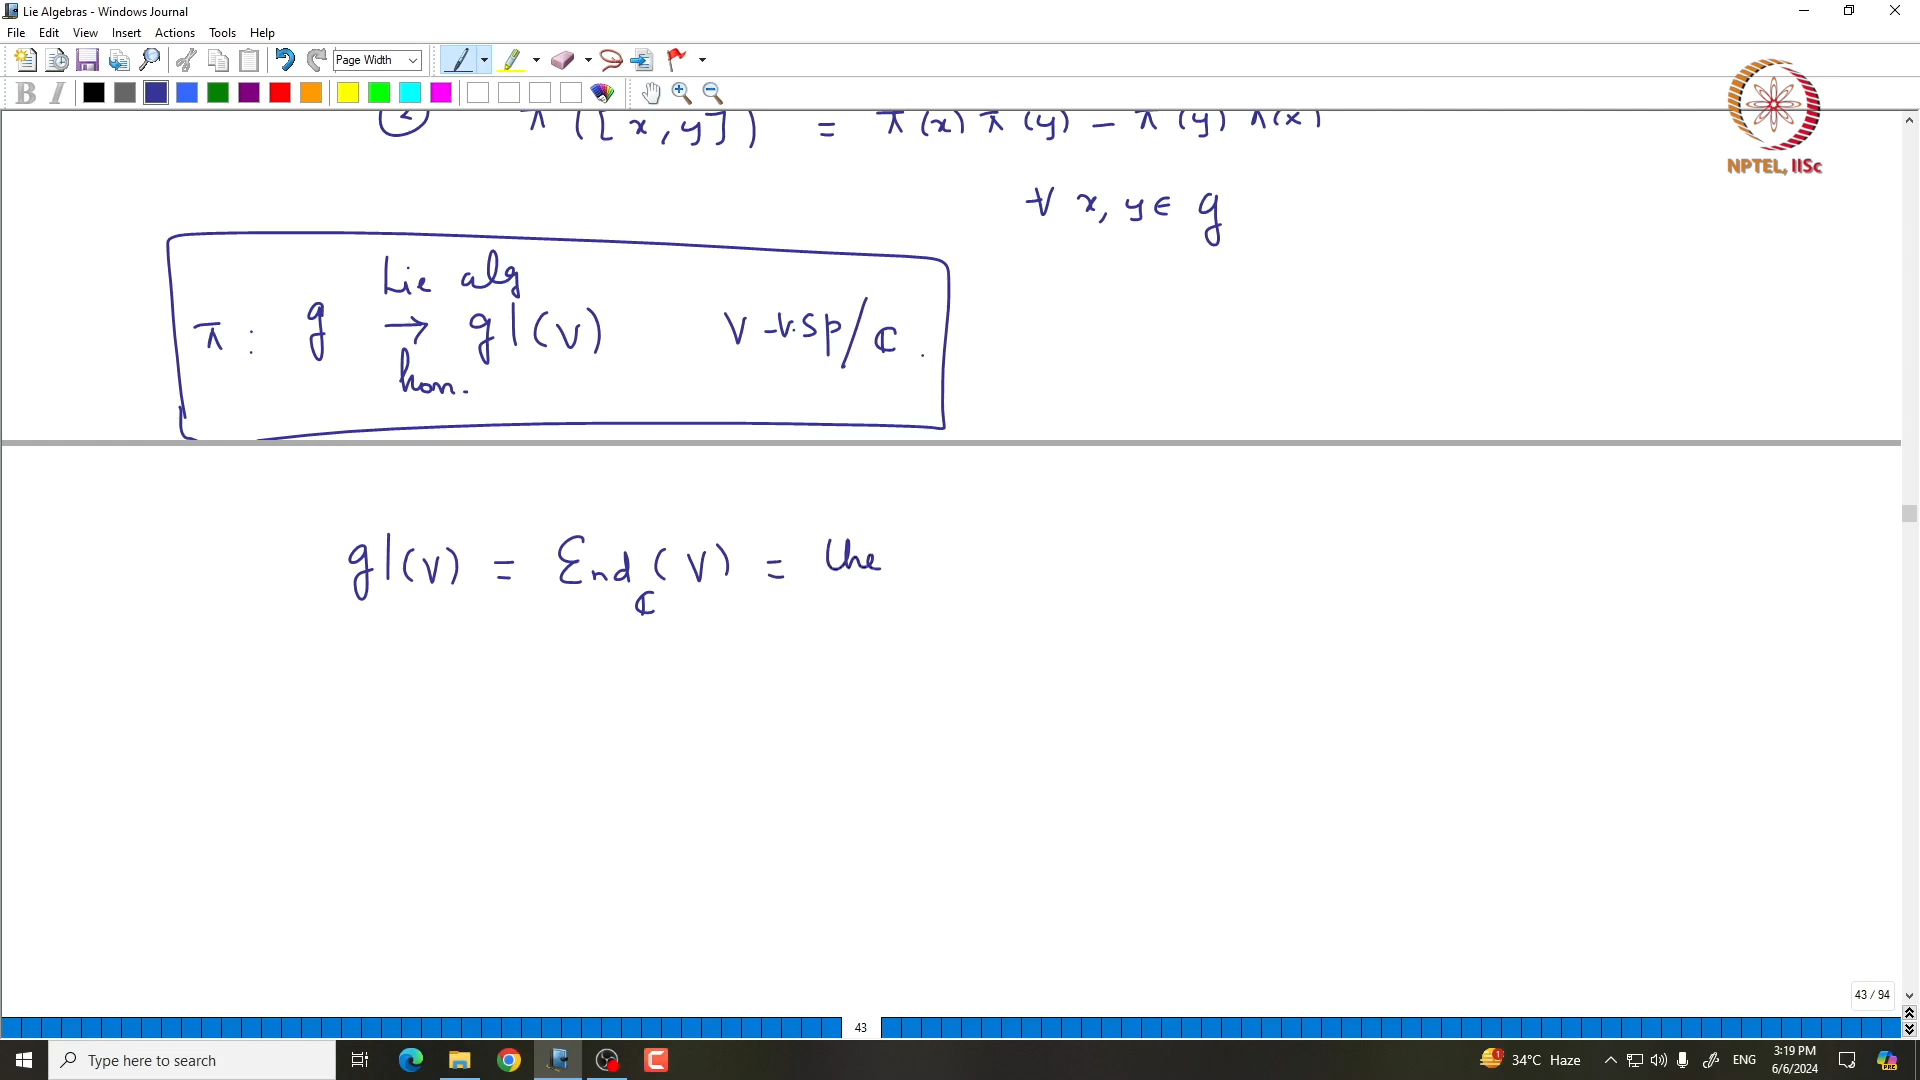 Lie Algebras - Windows Journal
File Edit View Insert Actions Tools Help
Page Width
B I
NPTEL, IISc
② π ([x, y]) = π(x) π(y) - π(y) π(x)
∀ x, y ∈ g
Lie alg
π : g → gl(V) V - v. sp/ℂ.
hom.
gl(V) = End (V) = the
ℂ
43 / 94
43
Type here to search
34°C Haze
ENG
3:19 PM
6/6/2024